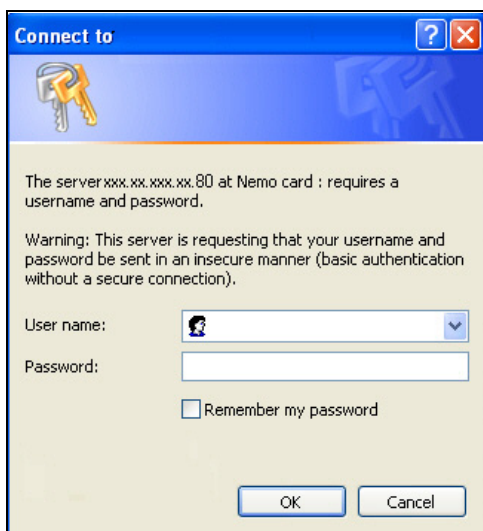 Connect to
The server xxx.xx.xxx.xx.80 at Nemo card : requires a
username and password.
Warning: This server is requesting that your username and
password be sent in an insecure manner (basic authentication
without a secure connection).
User name:
Password:
Remember my password
OK Cancel